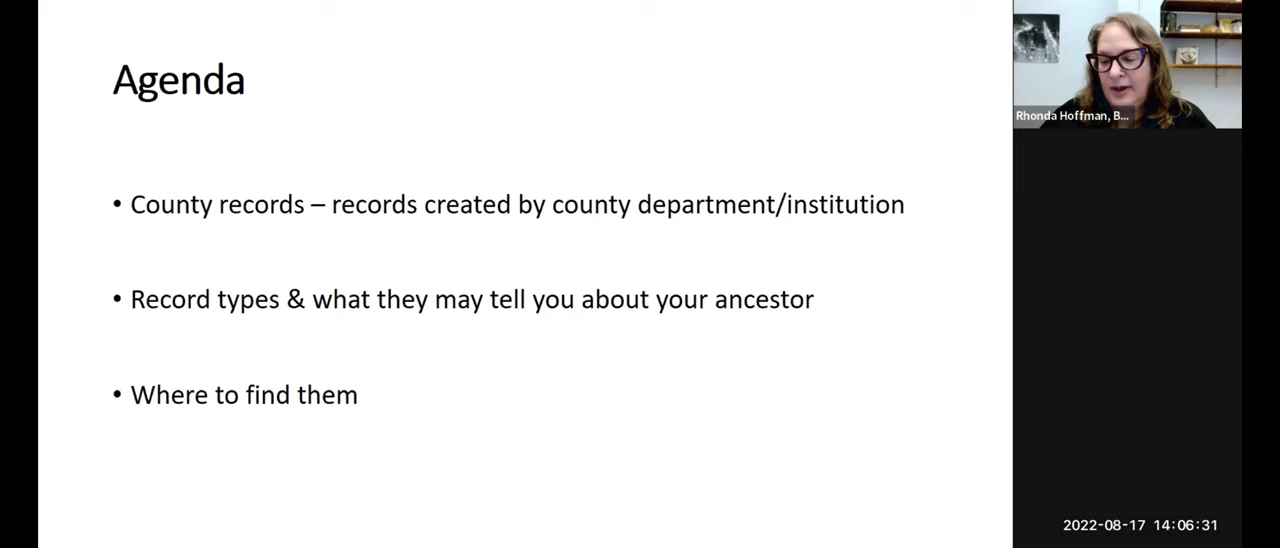 Agenda
• County records – records created by county department/institution
• Record types & what they may tell you about your ancestor
• Where to find them
Rhonda Hoffman, B...
2022-08-17 14:06:31